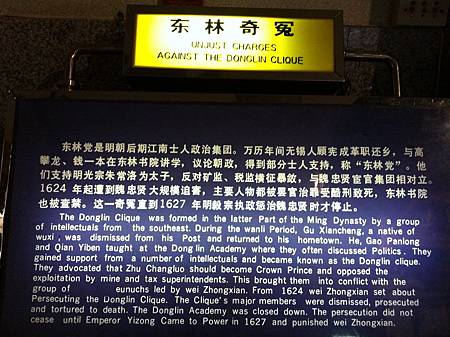 东林奇冤
UNJUST CHARGES
AGAINST THE DONGLIN CLIQUE
东林党是明朝后期江南士人政治集团。万历年间无锡人顾宪成革职还乡，与高
攀龙、钱一本在东林书院讲学，议论朝政，得到部分士人支持，称“东林党”。他
们支持明光宗朱常洛为太子，反对矿监、税监横征暴敛，与魏忠贤宦官集团相对立。
1624 年起遭到魏忠贤大规模迫害，主要人物都被罢官治罪受酷刑致死，东林书院
也被查禁。这一奇冤直到1627 年明毅宗执政惩治魏忠贤时才停止。
The Donglin Clique was formed in the latter Part of the Ming Dynasty by a group
of intellectuals from the southeast. During the wanli Period, Gu Xiancheng, a native of
wuxi, was dismissed from his Post and returned to his hometown. He, Gao Panlong
and Qian Yiben taught at the Donglin Academy where they often discussed Politics. They
gained support from a number of intellectuals and became known as the Donglin clique.
They advocated that Zhu Changluo should become Crown Prince and opposed the
exploitation by mine and tax superintendents. This brought them into conflict with the
group of eunuchs led by wei Zhongxian. From 1624 wei Zhongxian set about
Persecuting the Donglin Clique. The Clique's major members were dismissed, prosecuted
and tortured to death. The Donglin Academy was closed down. The persecution did not
cease until Emperor Yizong Came to Power in 1627 and punished wei Zhongxian.